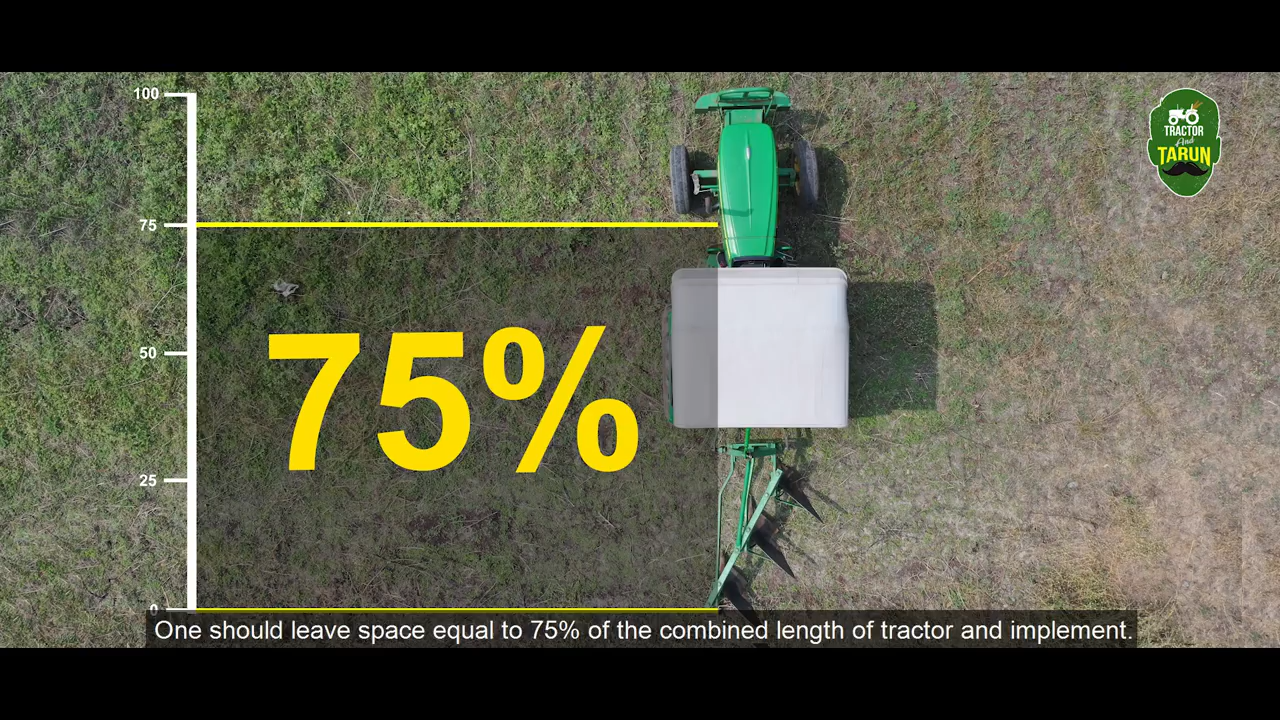 100
75
50
25
0
75%
TRACTOR
And
TARUN
One should leave space equal to 75% of the combined length of tractor and implement.